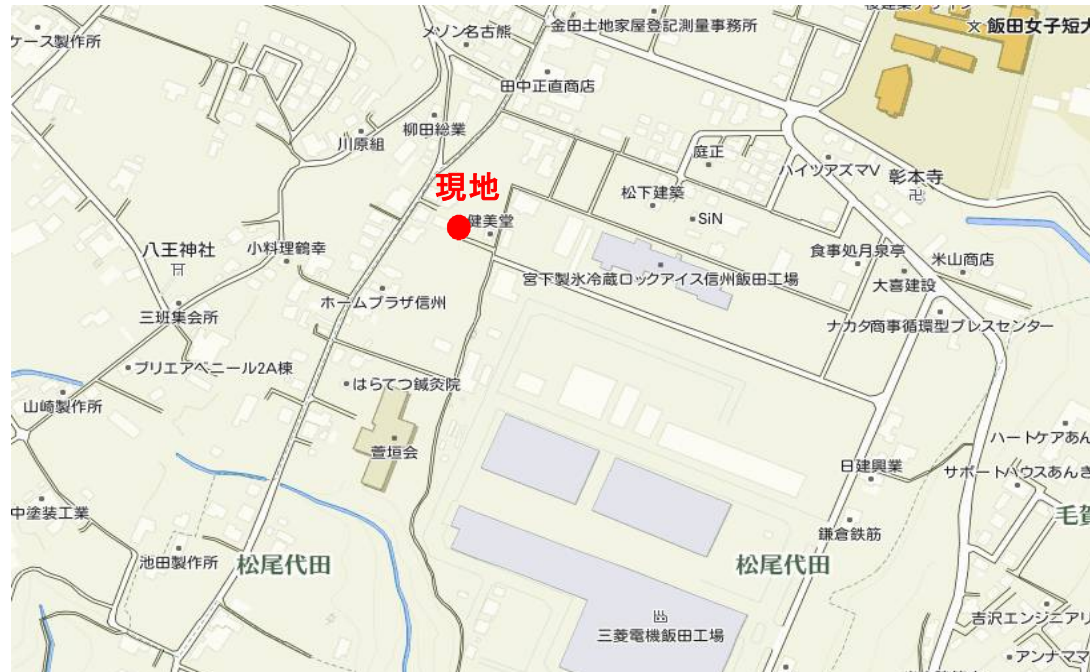 後建築デザイン
金田土地家屋登記測量事務所
飯田女子短大
メゾン名古熊
ケース製作所
田中正直商店
柳田総業
川原組
庭正
ハイツアズマV
彰本寺
現地
松下建築
SiN
健美堂
八王神社
小料理鶴幸
食事処月泉亭
米山商店
宮下製氷冷蔵ロックアイス信州飯田工場
大喜建設
ホームプラザ信州
三班集会所
ナカタ商事循環型プレスセンター
プリエアベニール2A棟
はらてつ鍼灸院
山崎製作所
ハートケアあん
萱垣会
日建興業
サポートハウスあんき
中塗装工業
毛賀
鎌倉鉄筋
池田製作所
松尾代田
松尾代田
吉沢エンジニアリ
三菱電機飯田工場
アンナママ